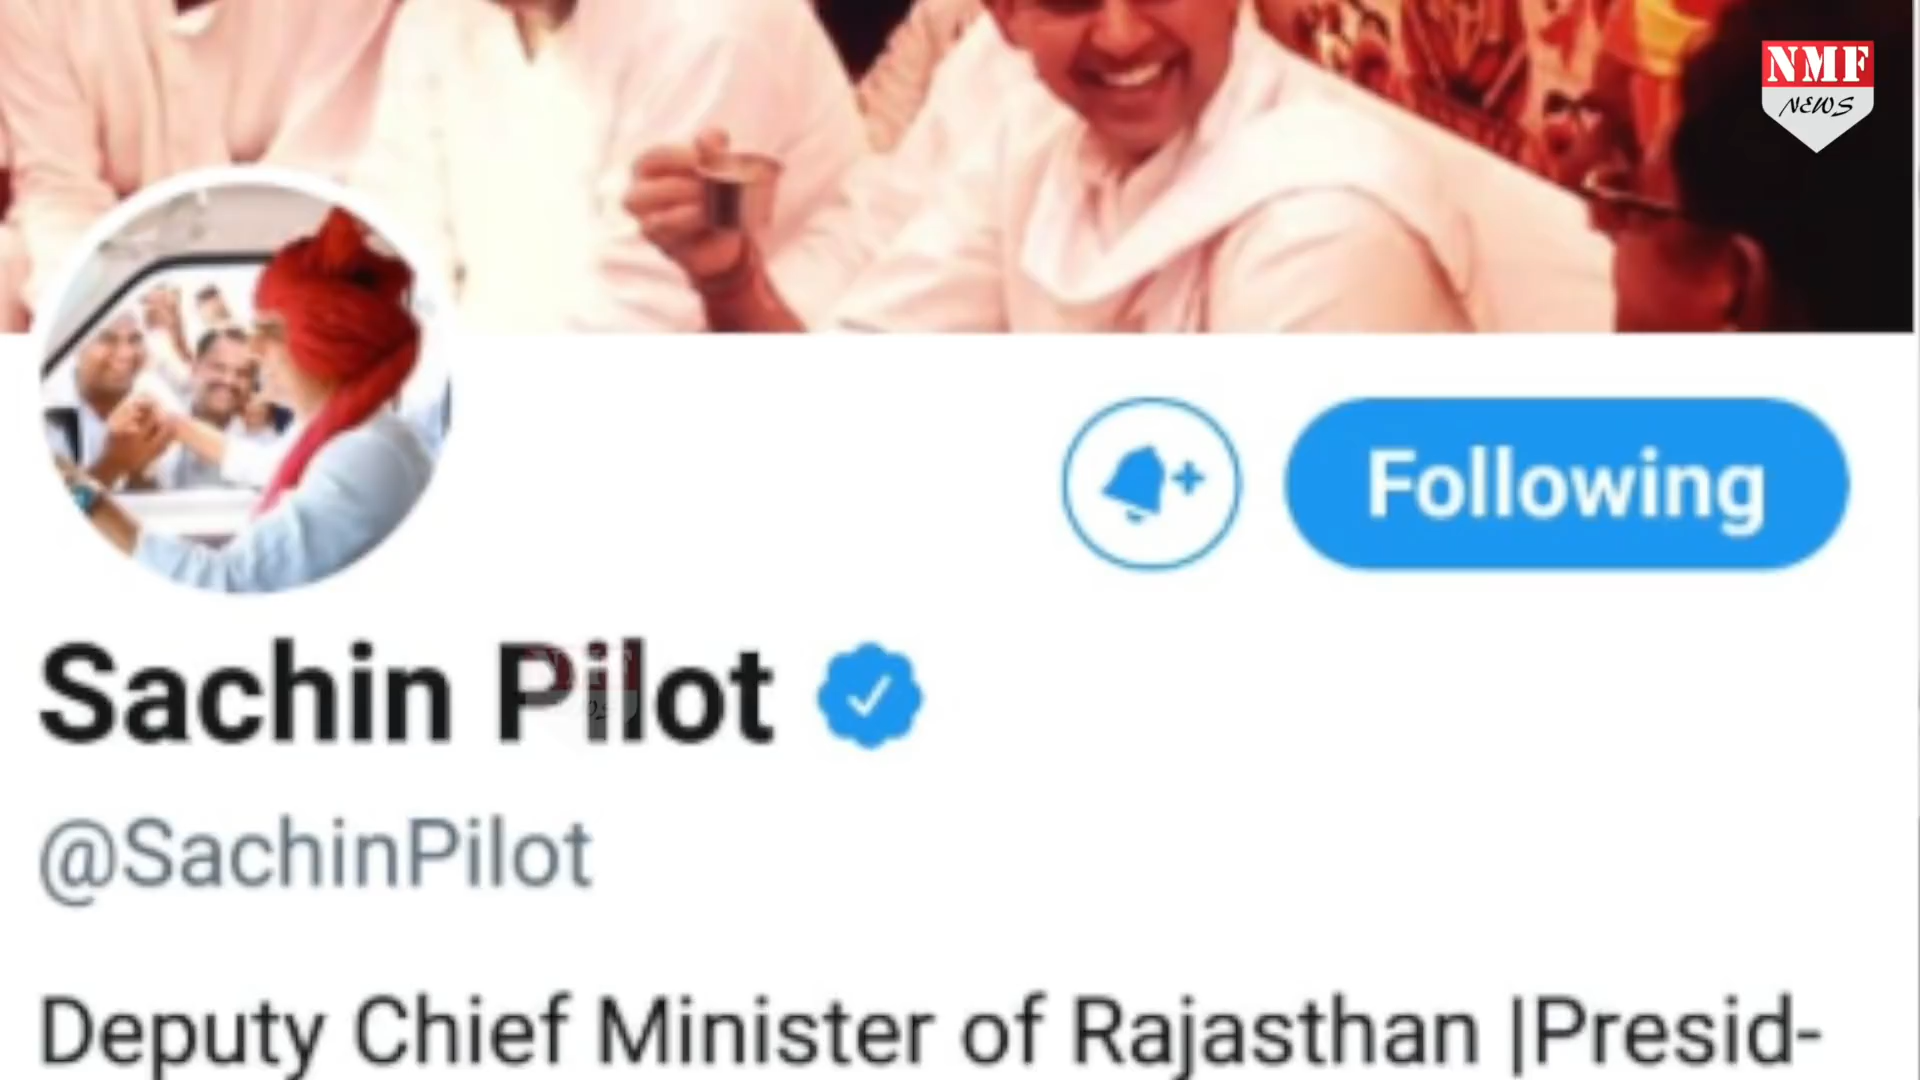 NMF
NEWS
Following
Sachin Pilot
@SachinPilot
Deputy Chief Minister of Rajasthan |Presid-